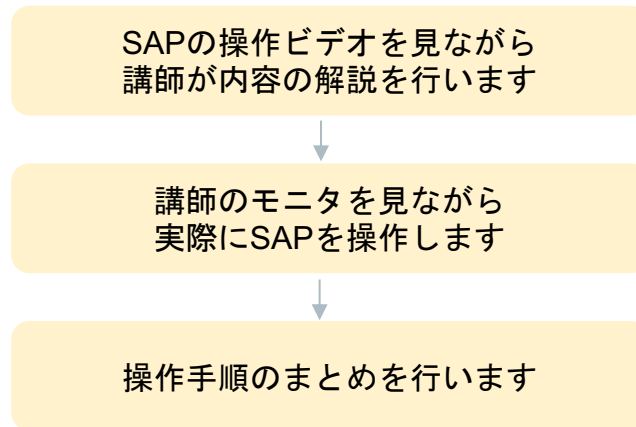 SAPの操作ビデオを見ながら
講師が内容の解説を行います
講師のモニタを見ながら
実際にSAPを操作します
操作手順のまとめを行います